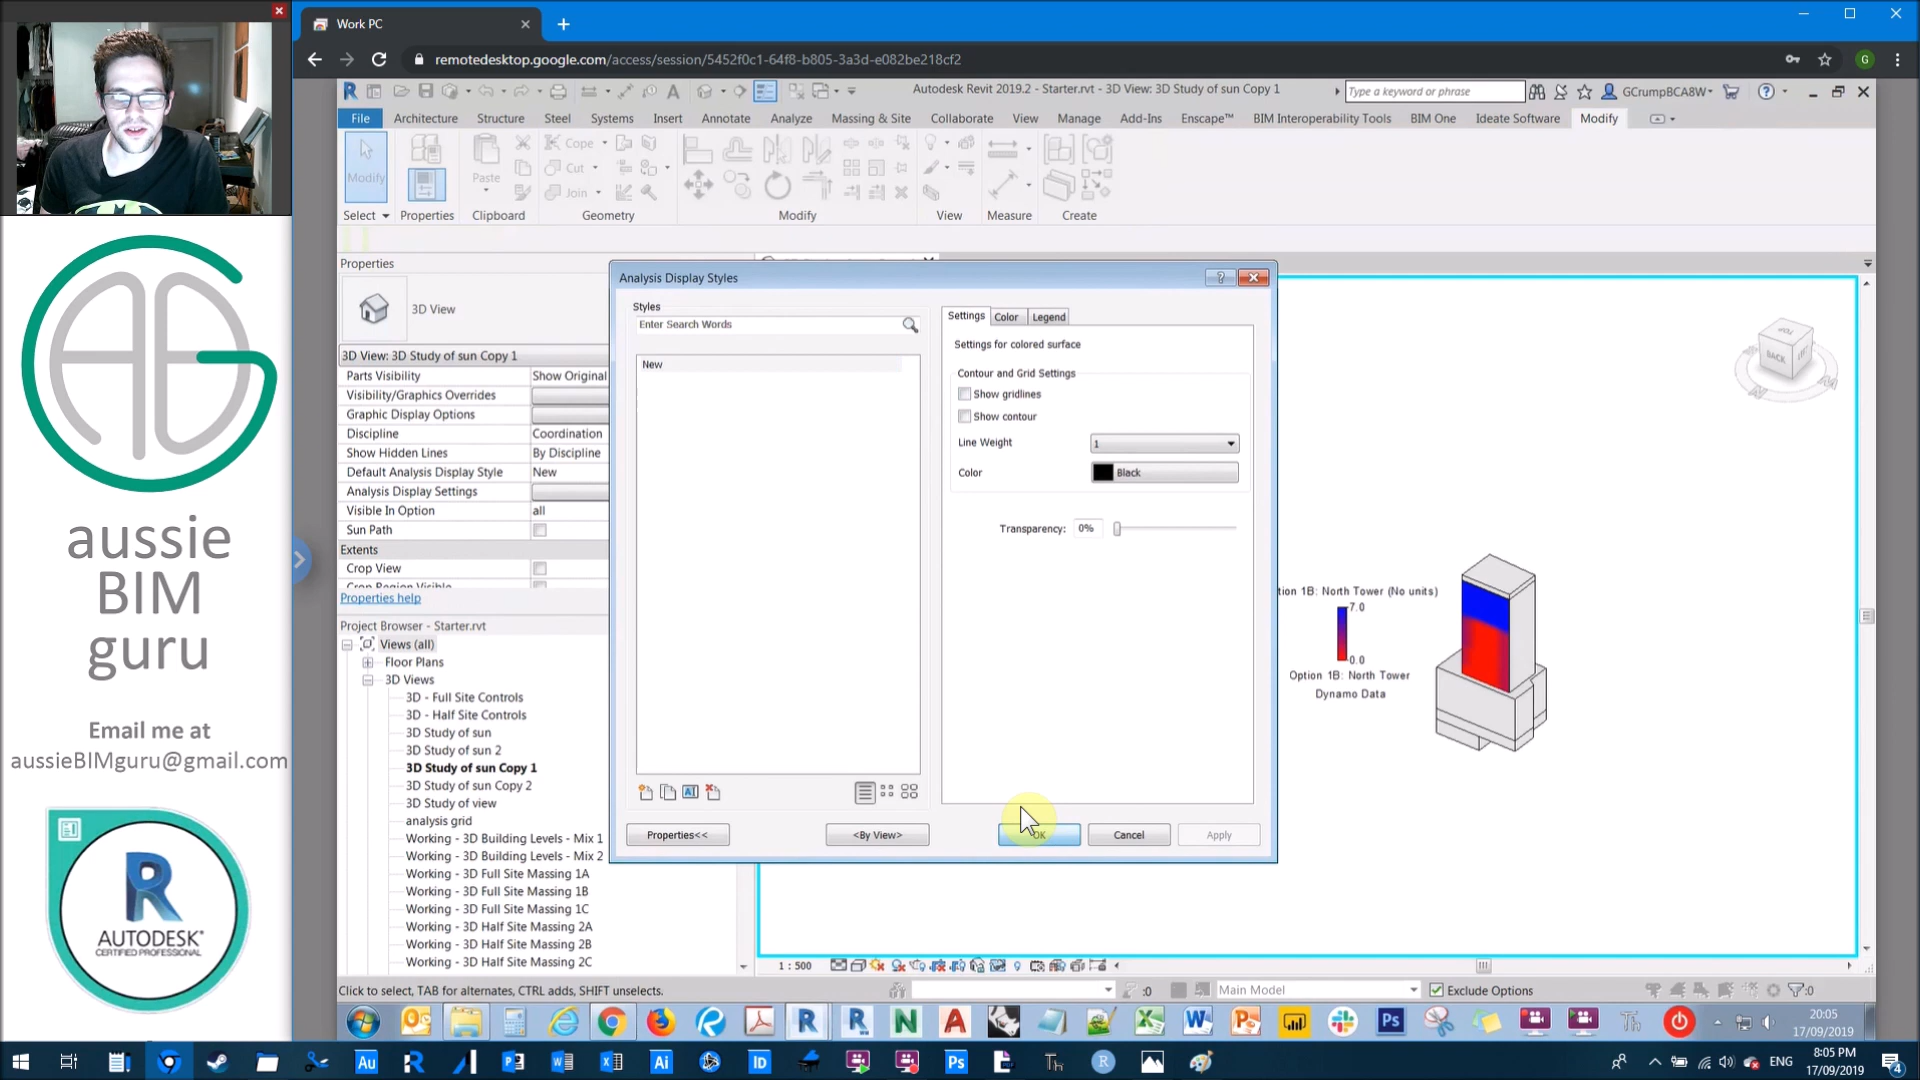 Work PC
remotedesktop.google.com/access/session/5452f0c1-64f8-b805-3a3d-e082be218cf2
G
Autodesk Revit 2019.2 - Starter.rvt - 3D View: 3D Study of sun Copy 1
Type a keyword or phrase
GCrumpBCA8W
File Architecture Structure Steel Systems Insert Annotate Analyze Massing & Site Collaborate View Manage Add-Ins Enscape™ BIM Interoperability Tools BIM One Ideate Software Modify
Modify
Paste
Cope
Cut
Join
Select Properties Clipboard Geometry Modify View Measure Create
Properties
3D View
3D View: 3D Study of sun Copy 1
Parts Visibility Show Original
Visibility/Graphics Overrides
Graphic Display Options
Discipline Coordination
Show Hidden Lines By Discipline
Default Analysis Display Style New
Analysis Display Settings
Visible In Option all
Sun Path
Extents
Crop View
Crop Region Visible
Properties help
Project Browser - Starter.rvt
Views (all)
Floor Plans
3D Views
3D - Full Site Controls
3D - Half Site Controls
3D Study of sun
3D Study of sun 2
3D Study of sun Copy 1
3D Study of sun Copy 2
3D Study of view
analysis grid
Working - 3D Building Levels - Mix 1
Working - 3D Building Levels - Mix 2
Working - 3D Full Site Massing 1A
Working - 3D Full Site Massing 1B
Working - 3D Full Site Massing 1C
Working - 3D Half Site Massing 2A
Working - 3D Half Site Massing 2B
Working - 3D Half Site Massing 2C
Analysis Display Styles
Styles
Enter Search Words
New
Properties<<
<By View>
Settings Color Legend
Settings for colored surface
Contour and Grid Settings
Show gridlines
Show contour
Line Weight 1
Color Black
Transparency: 0%
OK
Cancel
Apply
tion 1B: North Tower (No units)
7.0
0.0
Option 1B: North Tower
Dynamo Data
TOP
BACK
LEFT
1 : 500
Click to select, TAB for alternates, CTRL adds, SHIFT unselects.
:0
Main Model
Exclude Options
:0
20:05
17/09/2019
ENG
8:05 PM
17/09/2019
4
aussie
BIM
guru
Email me at
aussieBIMguru@gmail.com
R
AUTODESK
CERTIFIED PROFESSIONAL